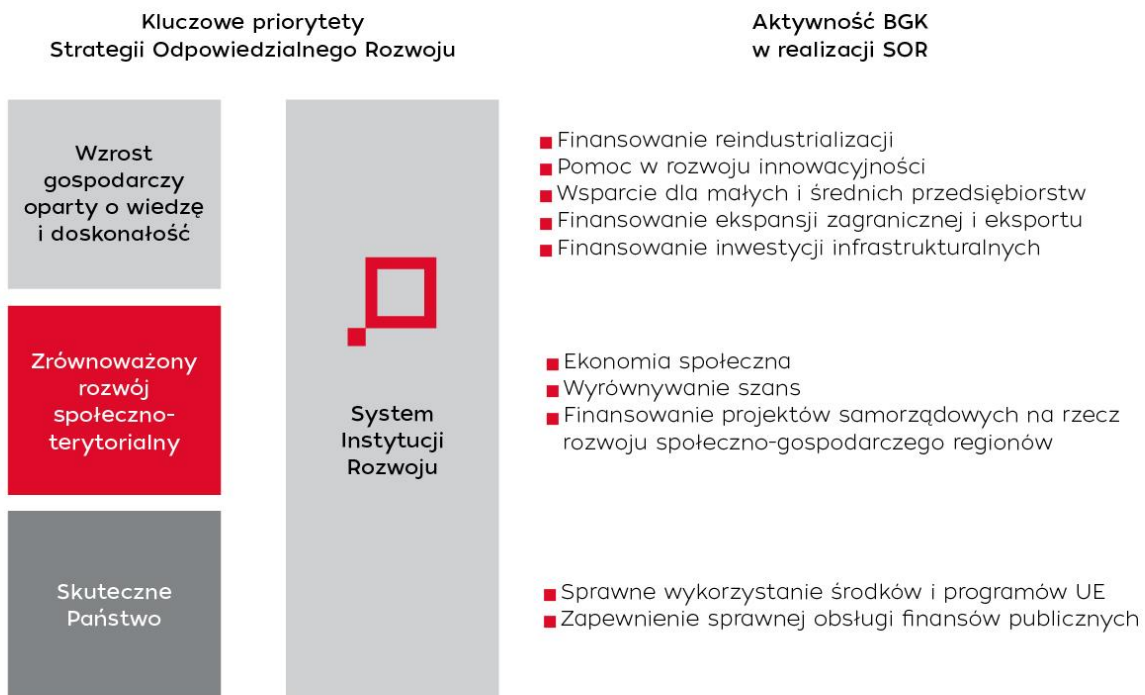 Kluczowe priorytety
Strategii Odpowiedzialnego Rozwoju
Aktywność BGK
w realizacji SOR
Wzrost
gospodarczy
oparty o wiedzę
i doskonałość
Finansowanie reindustrializacji
Pomoc w rozwoju innowacyjności
Wsparcie dla małych i średnich przedsiębiorstw
Finansowanie ekspansji zagranicznej i eksportu
Finansowanie inwestycji infrastrukturalnych
Zrównoważony
rozwój
społeczno-
terytorialny
System
Instytucji
Rozwoju
Ekonomia społeczna
Wyrównywanie szans
Finansowanie projektów samorządowych na rzecz
rozwoju społeczno-gospodarczego regionów
Skuteczne
Państwo
Sprawne wykorzystanie środków i programów UE
Zapewnienie sprawnej obsługi finansów publicznych